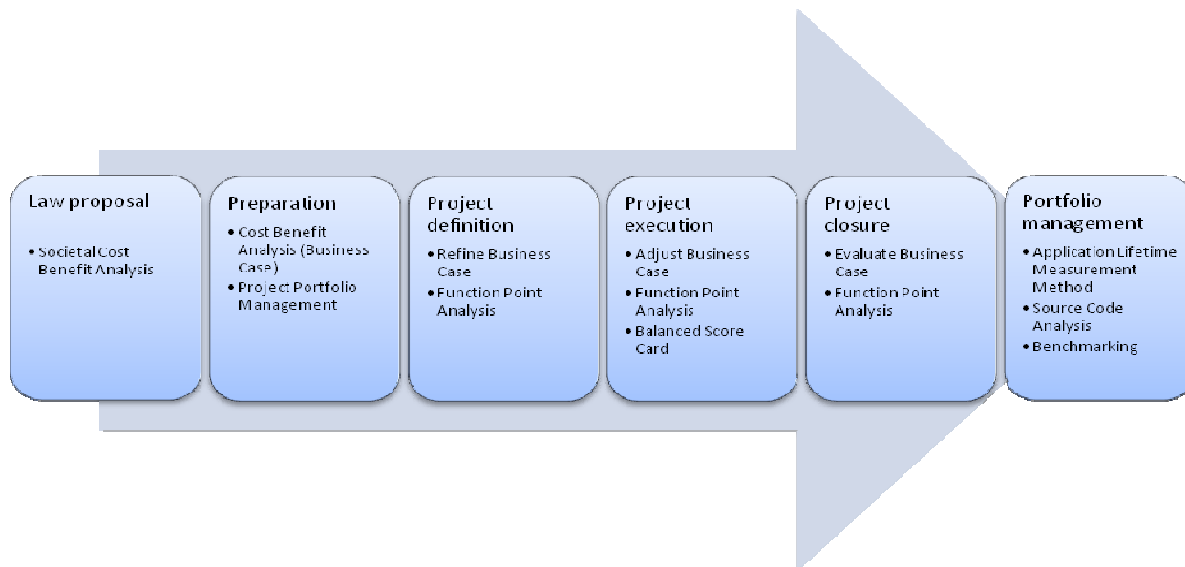 Law proposal
• Societal Cost
Benefit Analysis
Preparation
• Cost Benefit
Analysis (Business
Case)
• Project Portfolio
Management
Project
definition
• Refine Business
Case
• Function Point
Analysis
Project
execution
• Adjust Business
Case
• Function Point
Analysis
• Balanced Score
Card
Project
closure
• Evaluate Business
Case
• Function Point
Analysis
Portfolio
management
• Application Lifetime
Measurement
Method
• Source Code
Analysis
• Benchmarking